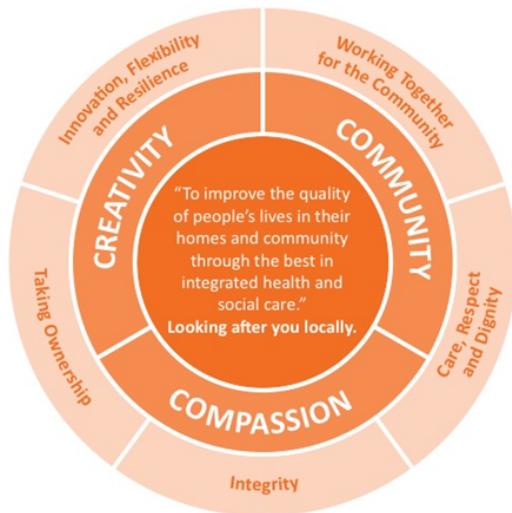 Innovation, Flexibility
and Resilience
Working Together
for the Community
CREATIVITY
COMMUNITY
“To improve the quality
of people’s lives in their
homes and community
through the best in
integrated health and
social care.”
Looking after you locally.
Taking Ownership
Care, Respect
and Dignity
COMPASSION
Integrity